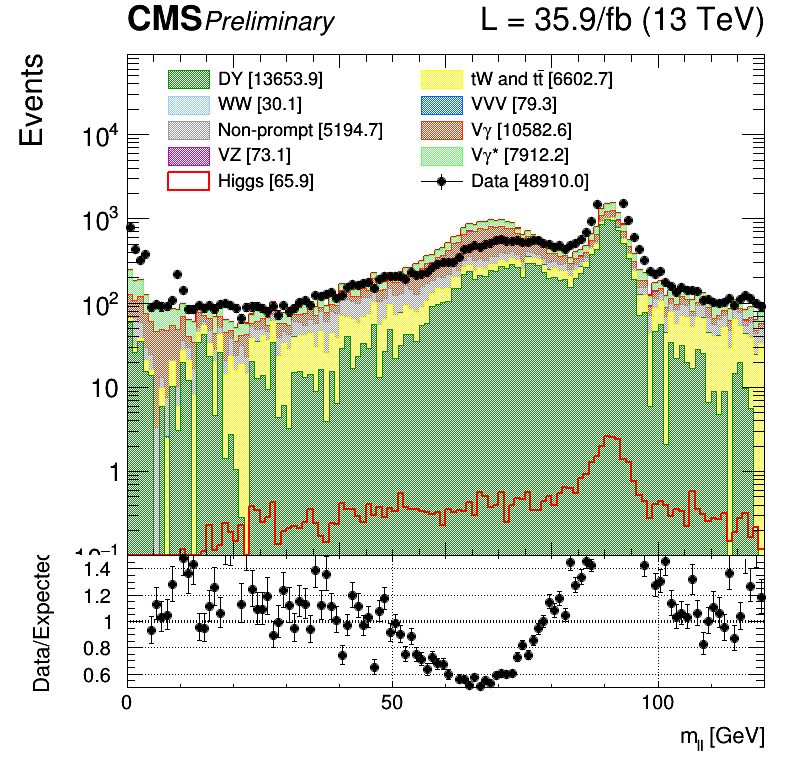 CMS Preliminary L = 35.9/fb (13 TeV)
Events
DY [13653.9] tW and tt̄ [6602.7]
WW [30.1] VVV [79.3]
Non-prompt [5194.7] Vγ [10582.6]
VZ [73.1] Vγ* [7912.2]
Higgs [65.9] Data [48910.0]
10⁴
10³
10²
10
1
10⁻¹
Data/Expected
1.4
1.2
1
0.8
0.6
0 50 100
m_ll [GeV]